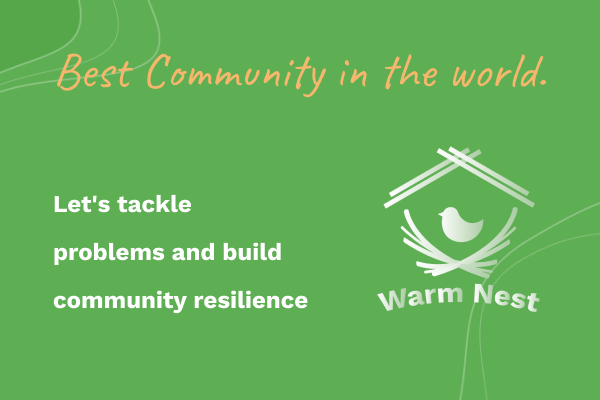 Best Community in the world.
Let's tackle
problems and build
community resilience
Warm Nest